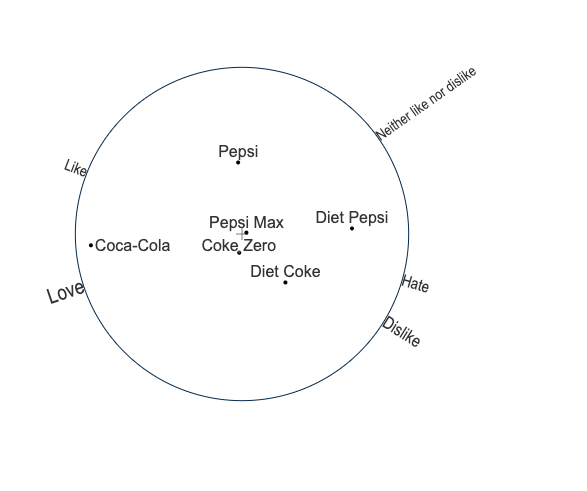 Neither like nor dislike
Pepsi
Like
Pepsi Max
Diet Pepsi
Coca-Cola
Coke Zero
Diet Coke
Hate
Love
Dislike